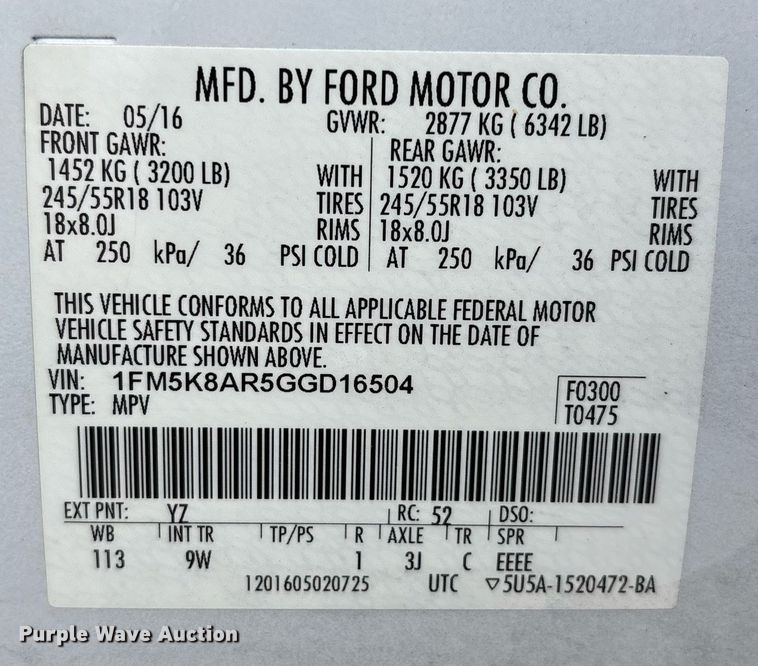 MFD. BY FORD MOTOR CO.
DATE: 05/16 GVWR: 2877 KG ( 6342 LB)
FRONT GAWR: REAR GAWR:
1452 KG ( 3200 LB) WITH 1520 KG ( 3350 LB) WITH
245/55R18 103V TIRES 245/55R18 103V TIRES
18x8.0J RIMS 18x8.0J RIMS
AT 250 kPa/ 36 PSI COLD AT 250 kPa/ 36 PSI COLD
THIS VEHICLE CONFORMS TO ALL APPLICABLE FEDERAL MOTOR
VEHICLE SAFETY STANDARDS IN EFFECT ON THE DATE OF
MANUFACTURE SHOWN ABOVE.
VIN: 1FM5K8AR5GGD16504 F0300
TYPE: MPV T0475
EXT PNT: YZ RC: 52 DSO:
WB INT TR TP/PS R AXLE TR SPR
113 9W 1 3J C EEEE
1201605020725 UTC ▽5U5A-1520472-BA
Purple Wave Auction